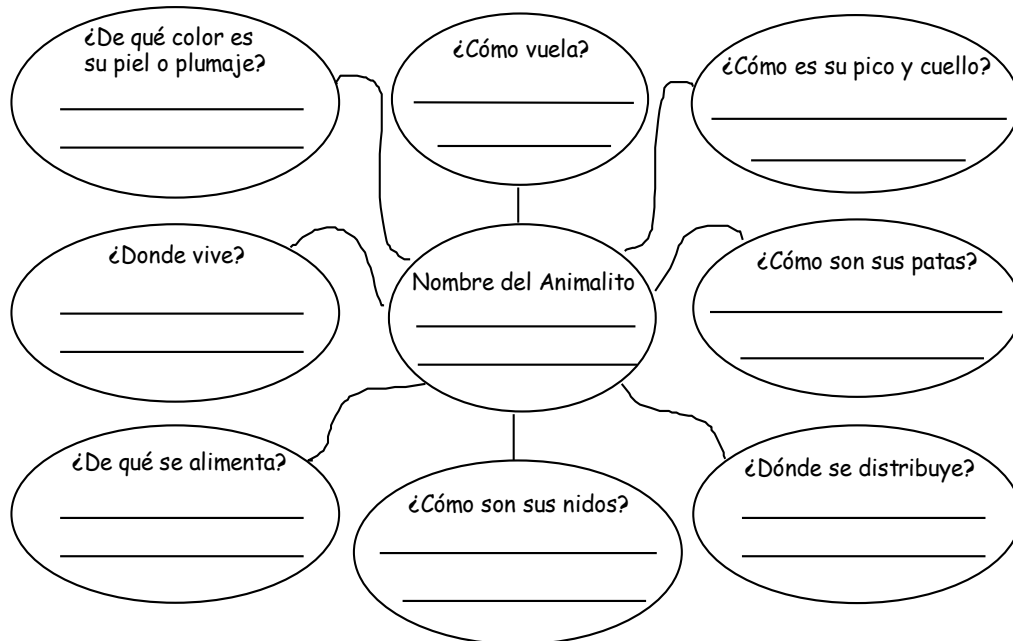 ¿De qué color es
su piel o plumaje?
¿Cómo vuela?
¿Cómo es su pico y cuello?
¿Donde vive?
Nombre del Animalito
¿Cómo son sus patas?
¿De qué se alimenta?
¿Cómo son sus nidos?
¿Dónde se distribuye?